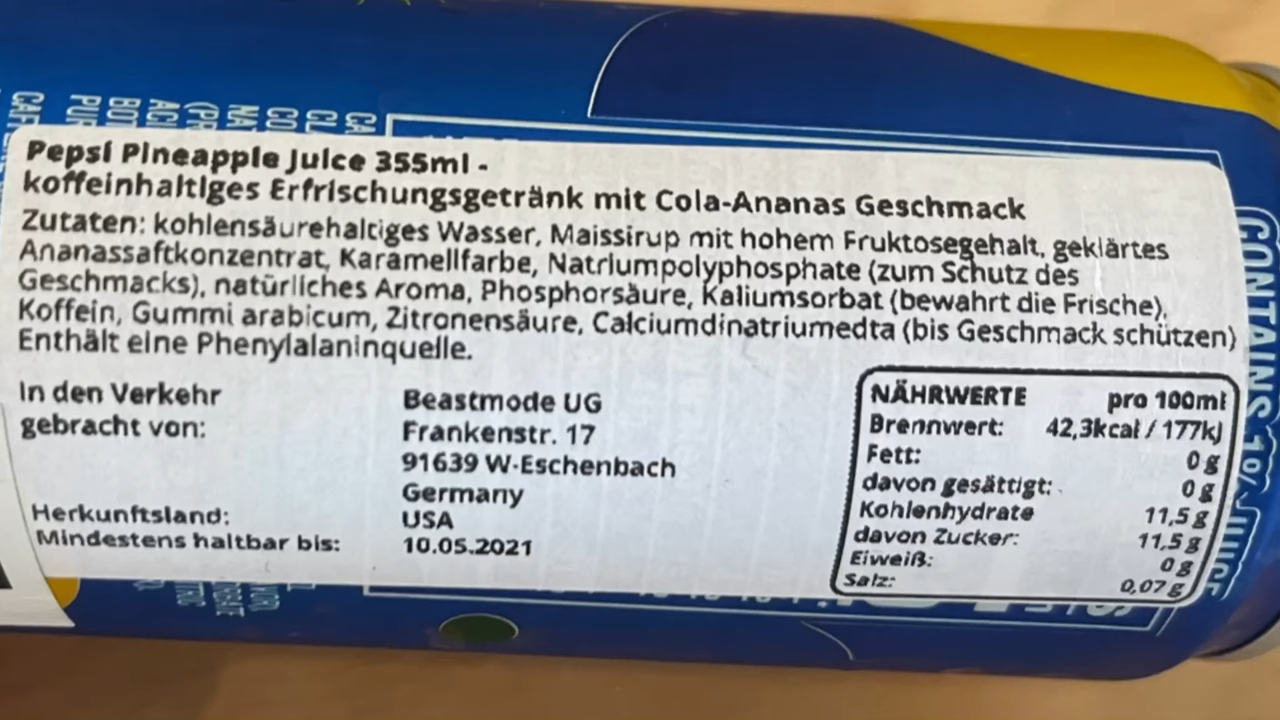 Pepsi Pineapple Juice 355ml -
koffeinhaltiges Erfrischungsgetränk mit Cola-Ananas Geschmack
Zutaten: kohlensäurehaltiges Wasser, Maissirup mit hohem Fruktosegehalt, geklärtes
Ananassaftkonzentrat, Karamellfarbe, Natriumpolyphosphate (zum Schutz des
Geschmacks), natürliches Aroma, Phosphorsäure, Kaliumsorbat (bewahrt die Frische),
Koffein, Gummi arabicum, Zitronensäure, Calciumdinatriumedta (bis Geschmack schützen)
Enthält eine Phenylalaninquelle.
In den Verkehr
gebracht von:
Beastmode UG
Frankenstr. 17
91639 W-Eschenbach
Germany
Herkunftsland: USA
Mindestens haltbar bis: 10.05.2021
NÄHRWERTE pro 100ml
Brennwert: 42,3kcal / 177kJ
Fett: 0 g
davon gesättigt: 0 g
Kohlenhydrate 11,5 g
davon Zucker: 11,5 g
Eiweiß: 0 g
Salz: 0,07 g
CONTAINS 1% JUICE